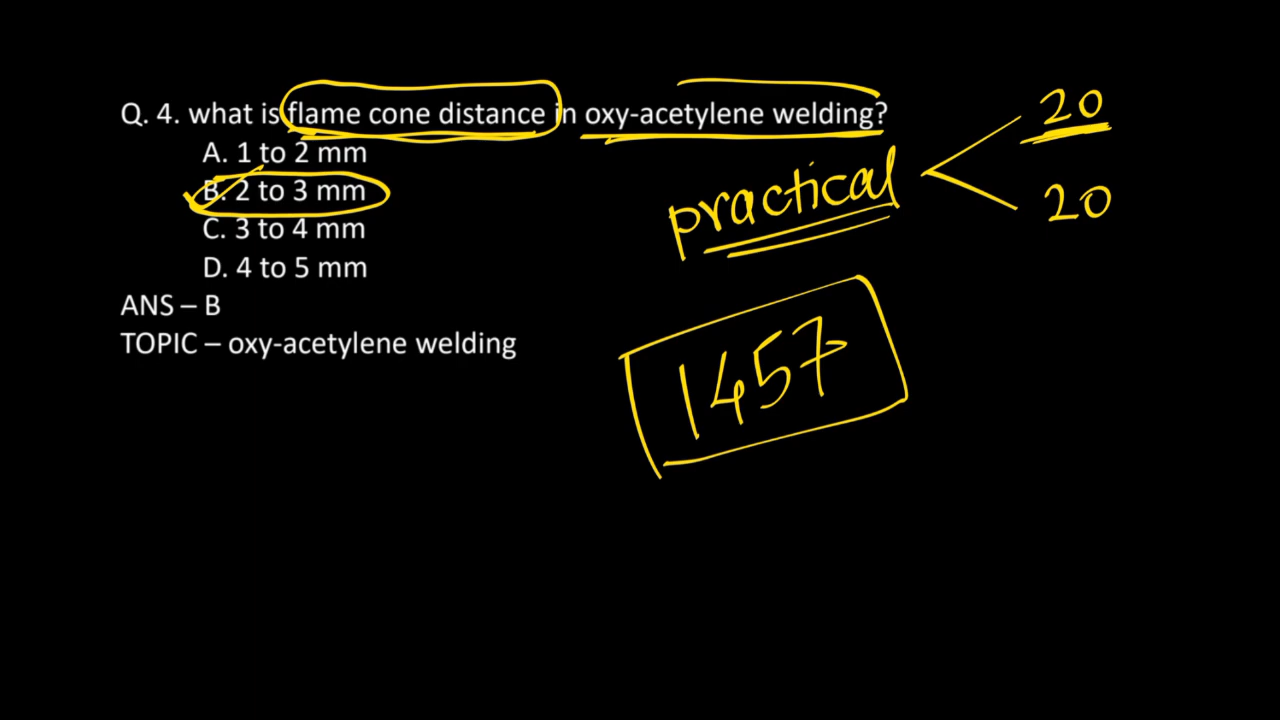 Q. 4. what is flame cone distance in oxy-acetylene welding?
A. 1 to 2 mm
B. 2 to 3 mm
C. 3 to 4 mm
D. 4 to 5 mm
ANS – B
TOPIC – oxy-acetylene welding
20
practical
20
1457